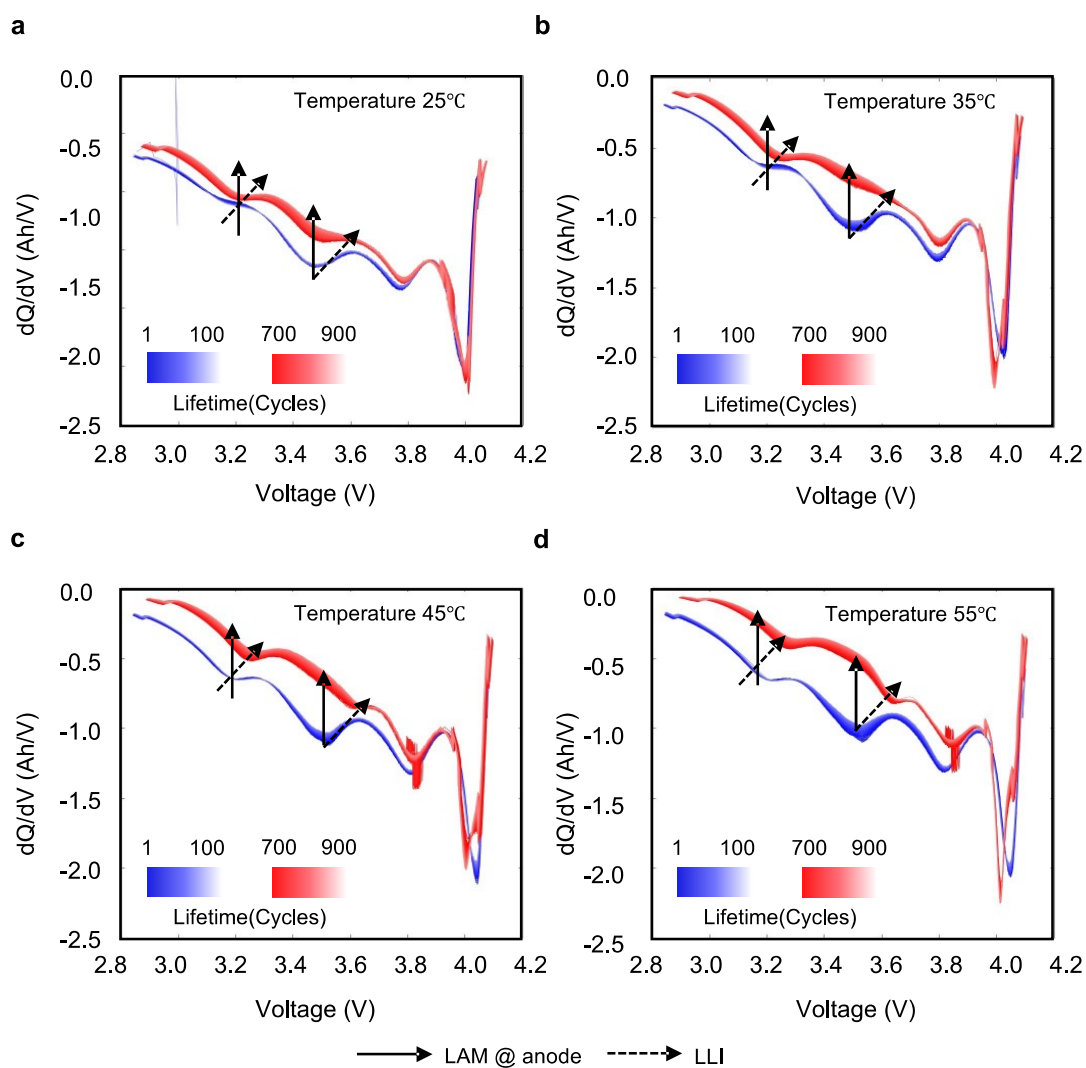 a
0.0
-0.5
-1.0
-1.5
-2.0
-2.5
dQ/dV (Ah/V)
Temperature 25℃
1 100 700 900
Lifetime(Cycles)
2.8 3.0 3.2 3.4 3.6 3.8 4.0 4.2
Voltage (V)
b
0.0
-0.5
-1.0
-1.5
-2.0
-2.5
dQ/dV (Ah/V)
Temperature 35℃
1 100 700 900
Lifetime(Cycles)
2.8 3.0 3.2 3.4 3.6 3.8 4.0 4.2
Voltage (V)
c
0.0
-0.5
-1.0
-1.5
-2.0
-2.5
dQ/dV (Ah/V)
Temperature 45℃
1 100 700 900
Lifetime(Cycles)
2.8 3.0 3.2 3.4 3.6 3.8 4.0 4.2
Voltage (V)
d
0.0
-0.5
-1.0
-1.5
-2.0
-2.5
dQ/dV (Ah/V)
Temperature 55℃
1 100 700 900
Lifetime(Cycles)
2.8 3.0 3.2 3.4 3.6 3.8 4.0 4.2
Voltage (V)
LAM @ anode LLI